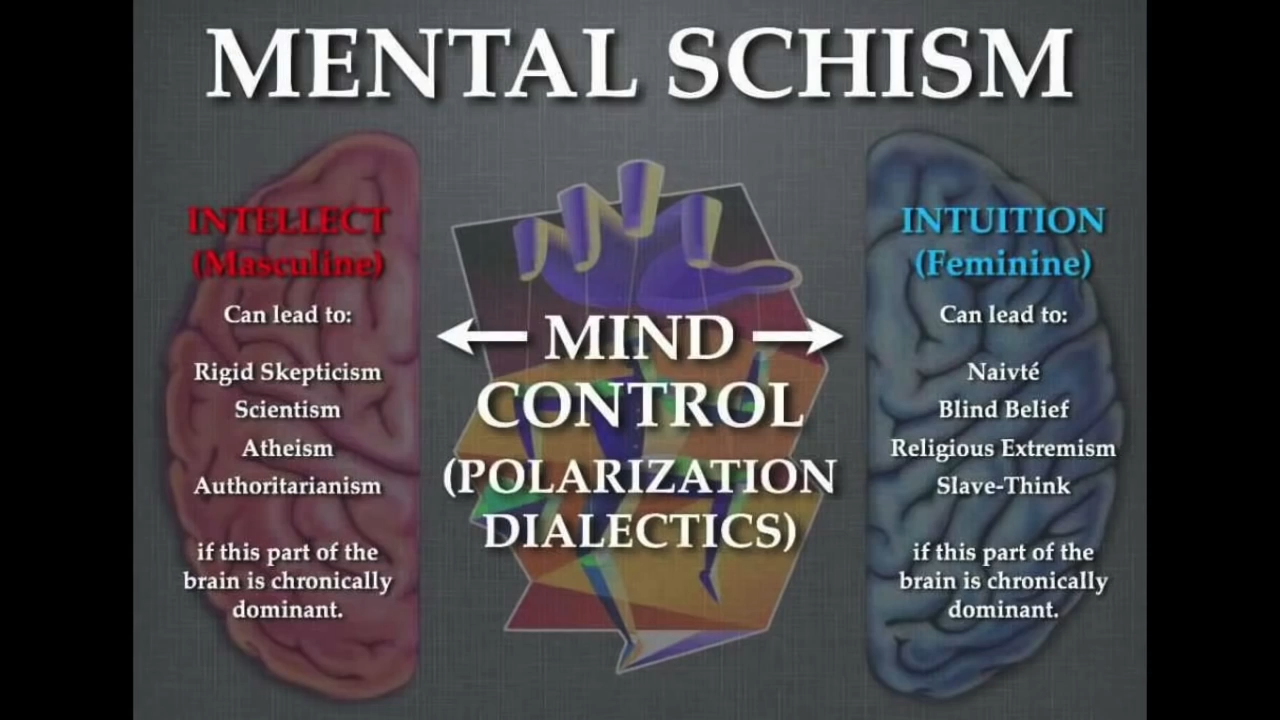 MENTAL SCHISM
INTELLECT
(Masculine)
Can lead to:
Rigid Skepticism
Scientism
Atheism
Authoritarianism
if this part of the
brain is chronically
dominant.
MIND
CONTROL
(POLARIZATION
DIALECTICS)
INTUITION
(Feminine)
Can lead to:
Naivté
Blind Belief
Religious Extremism
Slave-Think
if this part of the
brain is chronically
dominant.